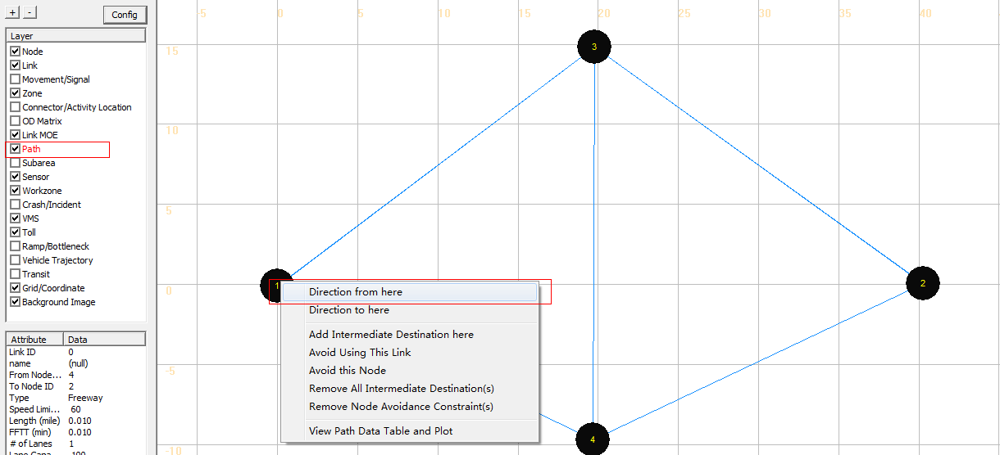 + - Config
Layer
Node
Link
Movement/Signal
Zone
Connector/Activity Location
OD Matrix
Link MOE
Path
Subarea
Sensor
Workzone
Crash/Incident
VMS
Toll
Ramp/Bottleneck
Vehicle Trajectory
Transit
Grid/Coordinate
Background Image
Attribute Data
Link ID 0
name (null)
From Node... 4
To Node ID 2
Type Freeway
Speed Limi... 60
Length (mile) 0.010
FFTT (min) 0.010
# of Lanes 1
Lane Capa... 100
-5 0 5 10 15 20 25 30 35 40
15
10
5
0
-5
-10
3
1
2
4
Direction from here
Direction to here
Add Intermediate Destination here
Avoid Using This Link
Avoid this Node
Remove All Intermediate Destination(s)
Remove Node Avoidance Constraint(s)
View Path Data Table and Plot